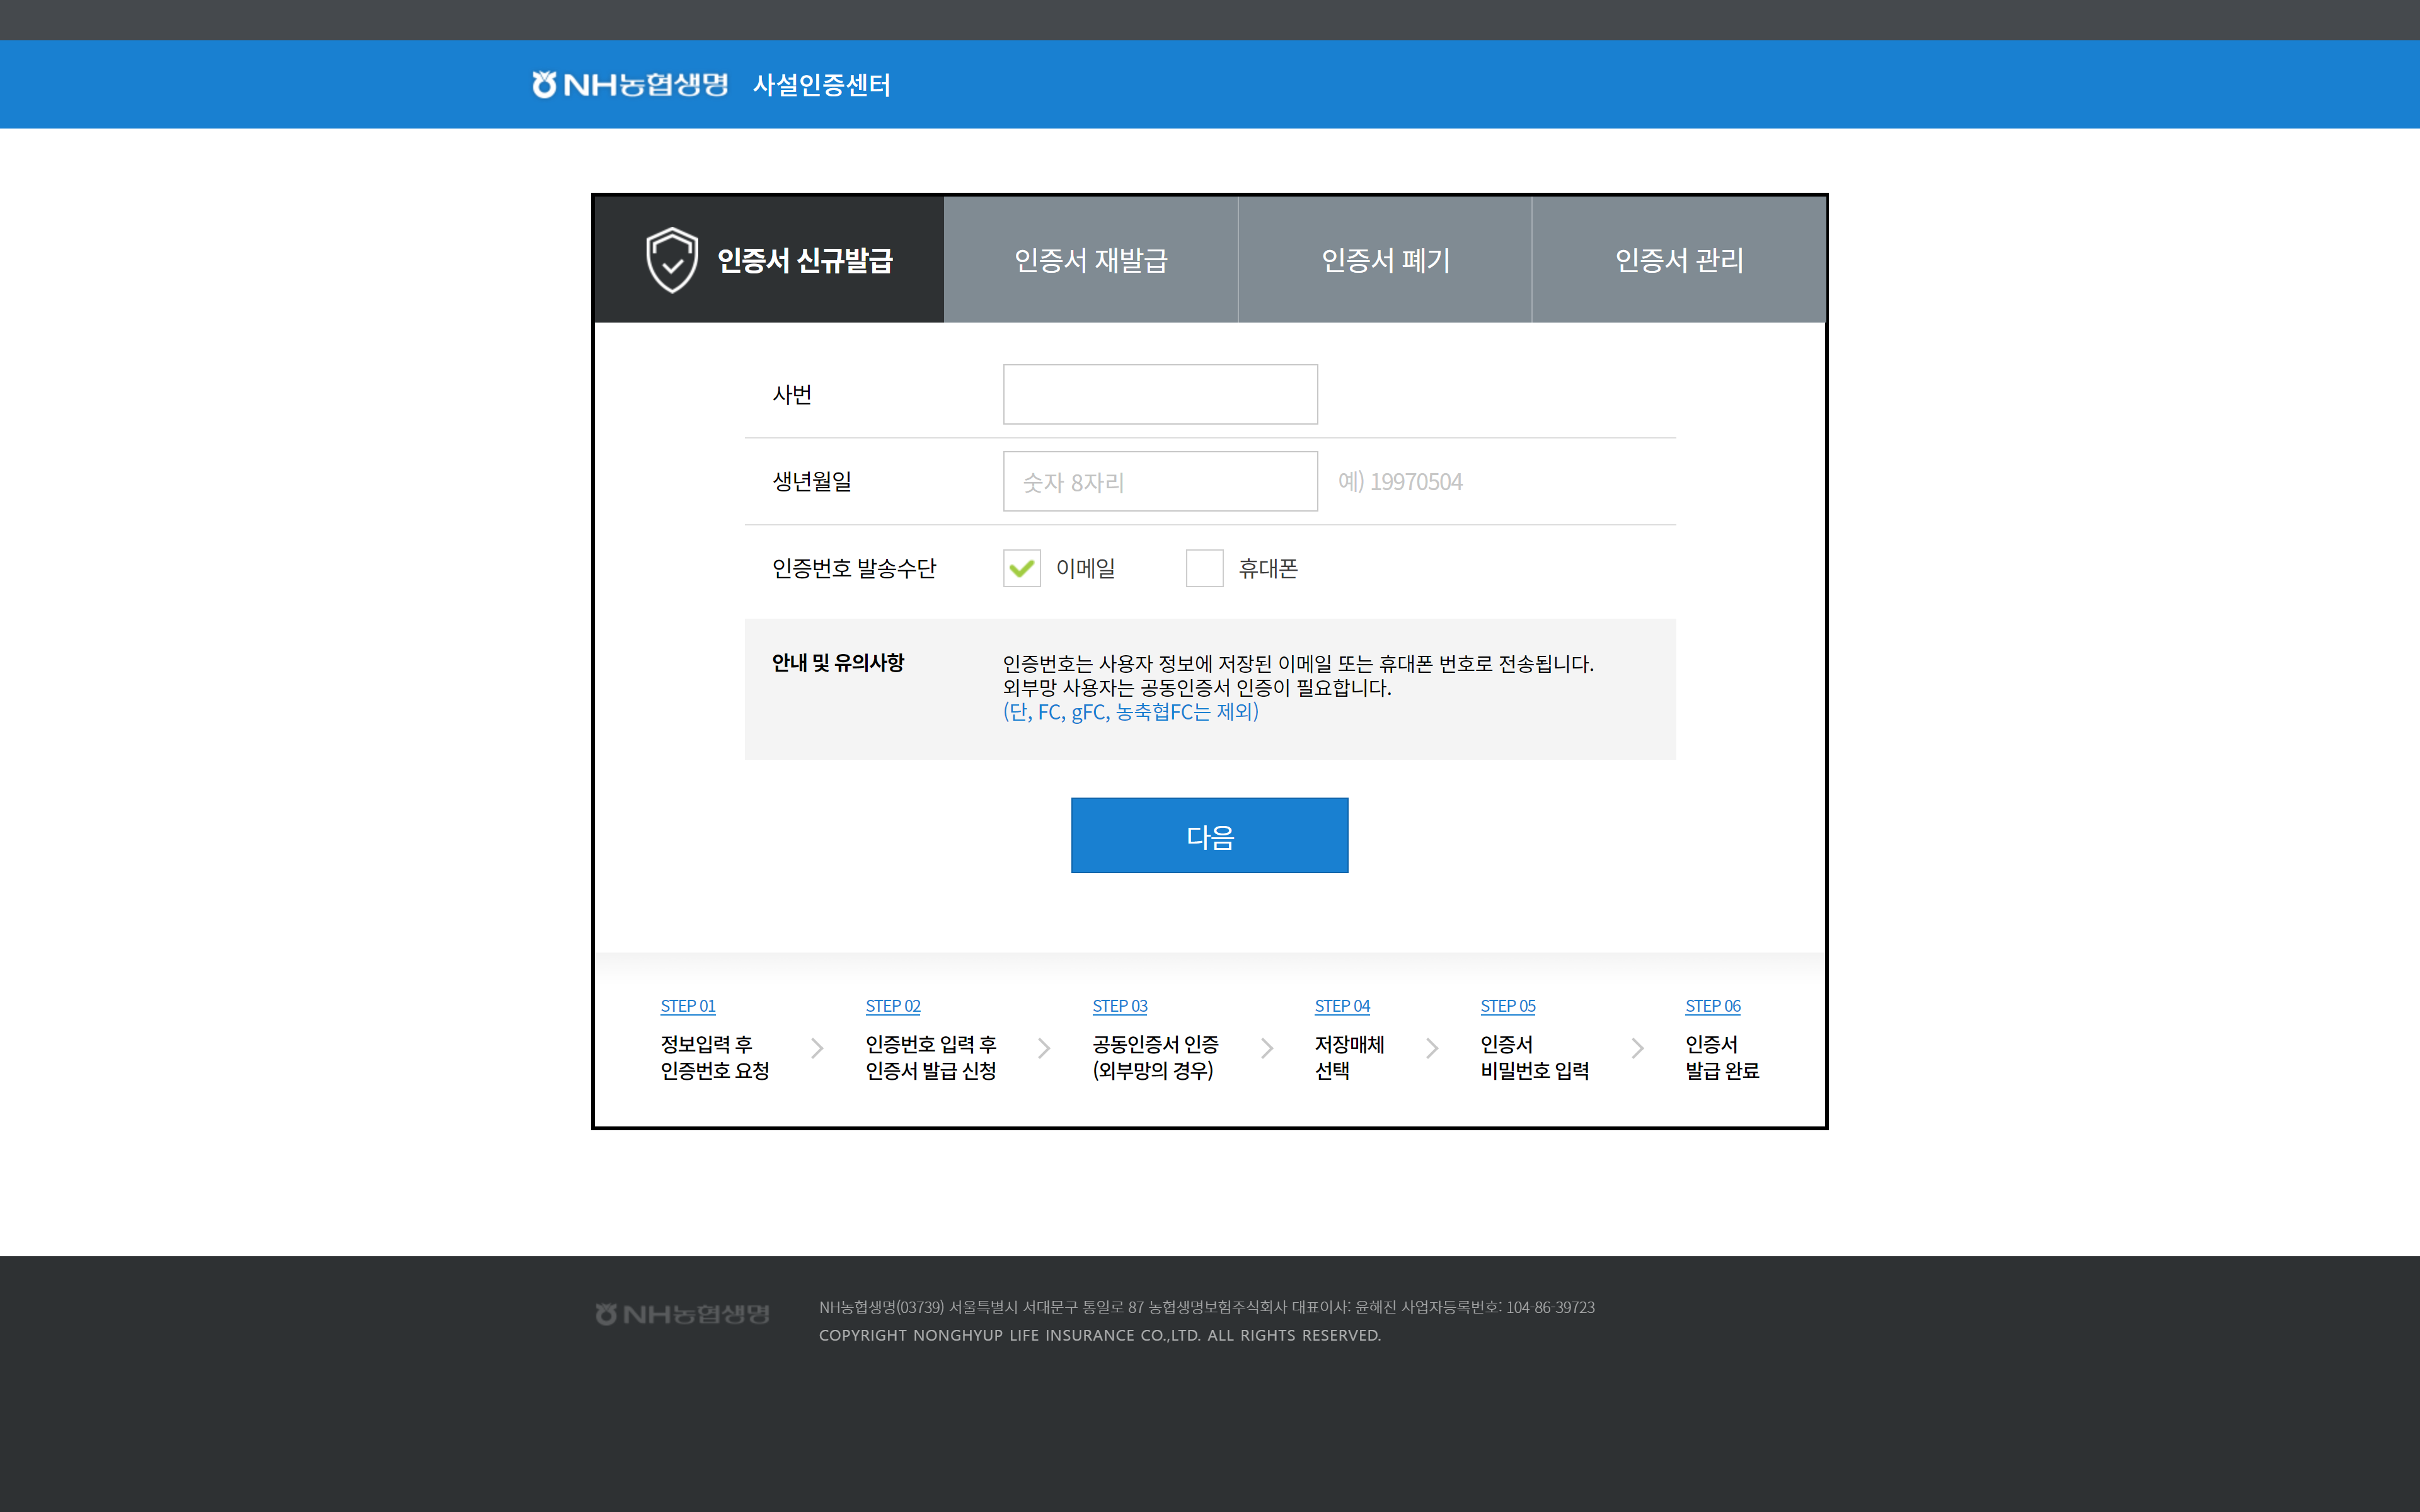 NH농협생명 사설인증센터
인증서 신규발급
인증서 재발급
인증서 폐기
인증서 관리
사번
생년월일
숫자 8자리
예) 19970504
인증번호 발송수단
이메일
휴대폰
안내 및 유의사항
인증번호는 사용자 정보에 저장된 이메일 또는 휴대폰 번호로 전송됩니다.
외부망 사용자는 공동인증서 인증이 필요합니다.
(단, FC, gFC, 농축협FC는 제외)
다음
STEP 01
정보입력 후
인증번호 요청
STEP 02
인증번호 입력 후
인증서 발급 신청
STEP 03
공동인증서 인증
(외부망의 경우)
STEP 04
저장매체
선택
STEP 05
인증서
비밀번호 입력
STEP 06
인증서
발급 완료
NH농협생명
NH농협생명(03739) 서울특별시 서대문구 통일로 87 농협생명보험주식회사 대표이사: 윤해진 사업자등록번호: 104-86-39723
COPYRIGHT NONGHYUP LIFE INSURANCE CO.,LTD. ALL RIGHTS RESERVED.